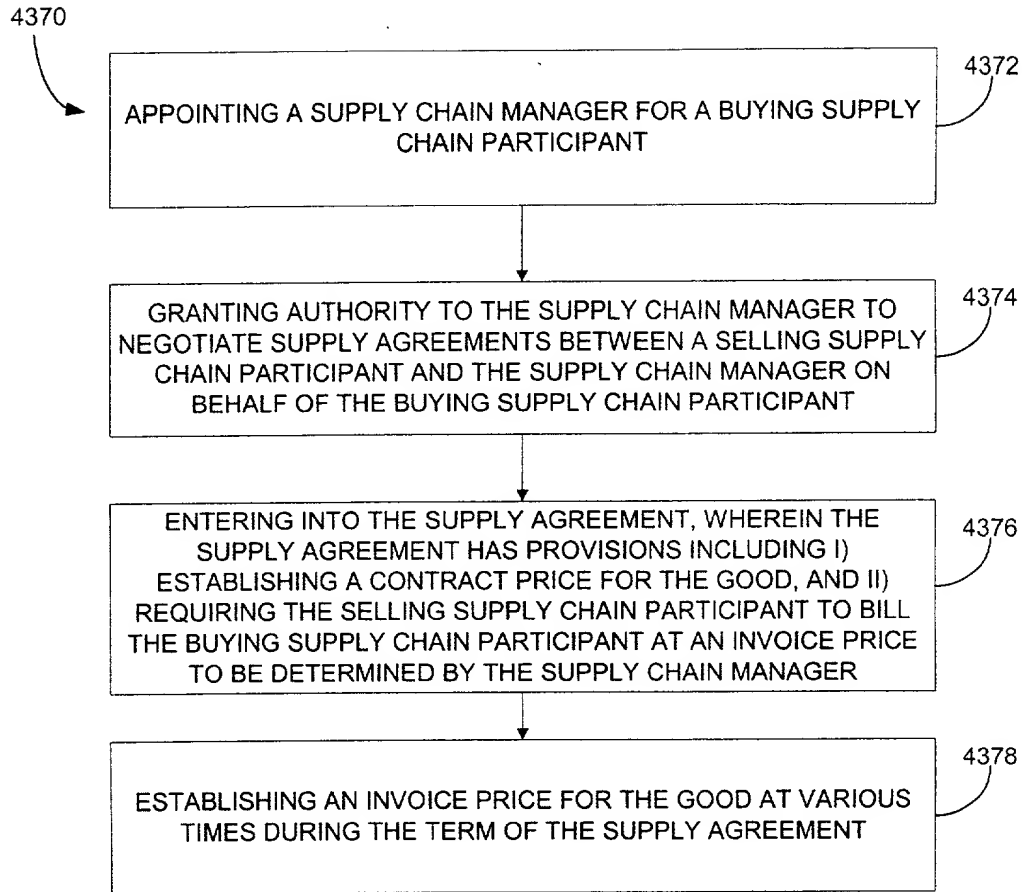 4370
4372
APPOINTING A SUPPLY CHAIN MANAGER FOR A BUYING SUPPLY
CHAIN PARTICIPANT
4374
GRANTING AUTHORITY TO THE SUPPLY CHAIN MANAGER TO
NEGOTIATE SUPPLY AGREEMENTS BETWEEN A SELLING SUPPLY
CHAIN PARTICIPANT AND THE SUPPLY CHAIN MANAGER ON
BEHALF OF THE BUYING SUPPLY CHAIN PARTICIPANT
4376
ENTERING INTO THE SUPPLY AGREEMENT, WHEREIN THE
SUPPLY AGREEMENT HAS PROVISIONS INCLUDING I)
ESTABLISHING A CONTRACT PRICE FOR THE GOOD, AND II)
REQUIRING THE SELLING SUPPLY CHAIN PARTICIPANT TO BILL
THE BUYING SUPPLY CHAIN PARTICIPANT AT AN INVOICE PRICE
TO BE DETERMINED BY THE SUPPLY CHAIN MANAGER
4378
ESTABLISHING AN INVOICE PRICE FOR THE GOOD AT VARIOUS
TIMES DURING THE TERM OF THE SUPPLY AGREEMENT